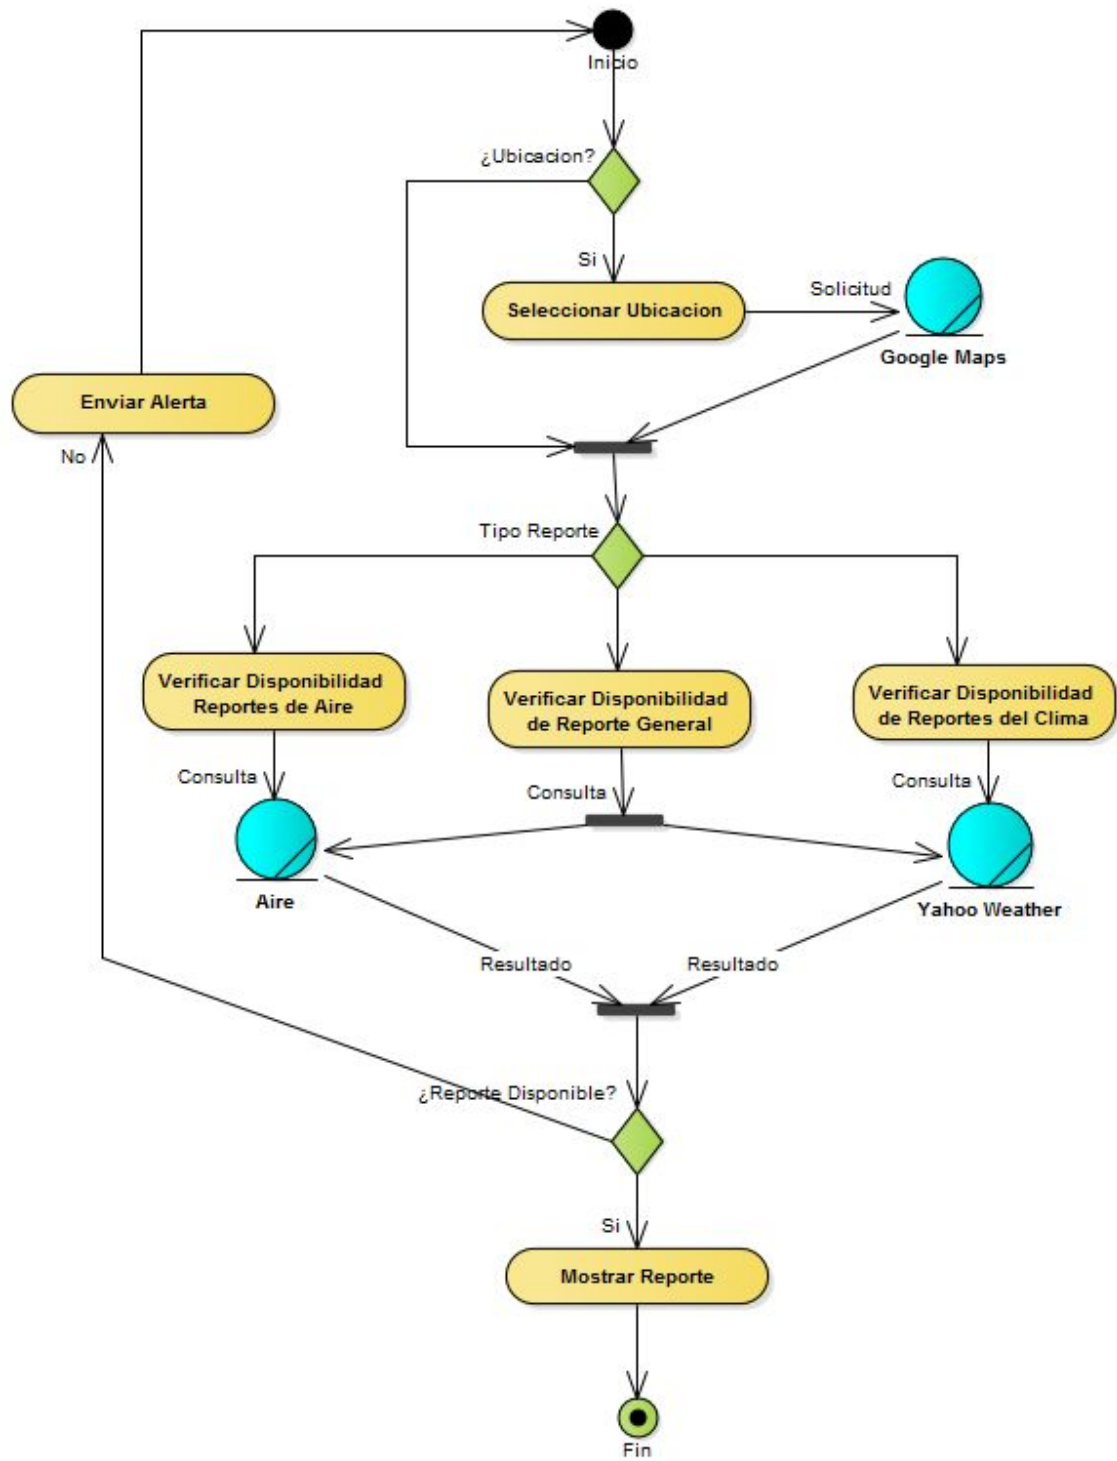 Inicio
¿Ubicacion?
Si
Solicitud
Seleccionar Ubicacion
Google Maps
Enviar Alerta
No
Tipo Reporte
Verificar Disponibilidad
Reportes de Aire
Verificar Disponibilidad
de Reporte General
Verificar Disponibilidad
de Reportes del Clima
Consulta
Consulta
Consulta
Aire
Yahoo Weather
Resultado
Resultado
¿Reporte Disponible?
Si
Mostrar Reporte
Fin